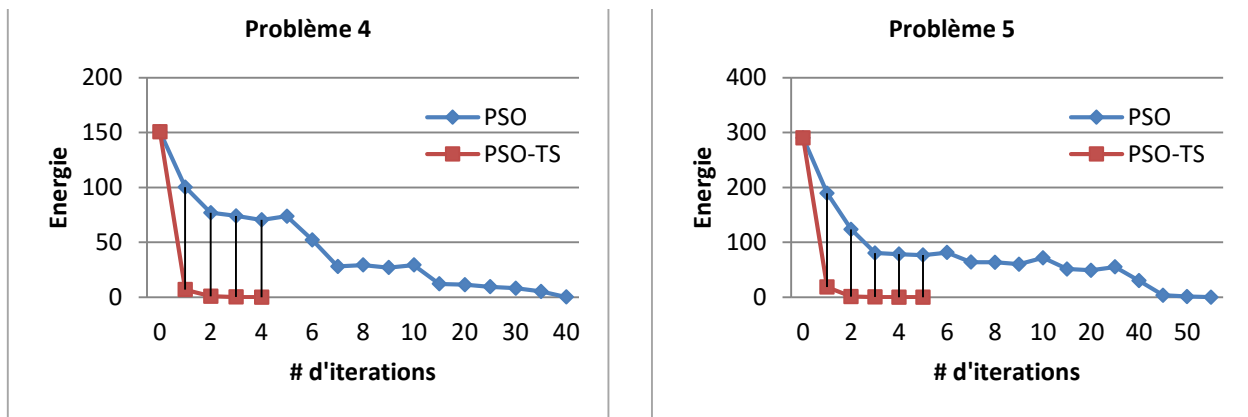 Problème 4
200
150
100
50
0
Energie
PSO
PSO-TS
0 2 4 6 8 10 20 30 40
# d'iterations
Problème 5
400
300
200
100
0
Energie
PSO
PSO-TS
0 2 4 6 8 10 20 40 50
# d'iterations